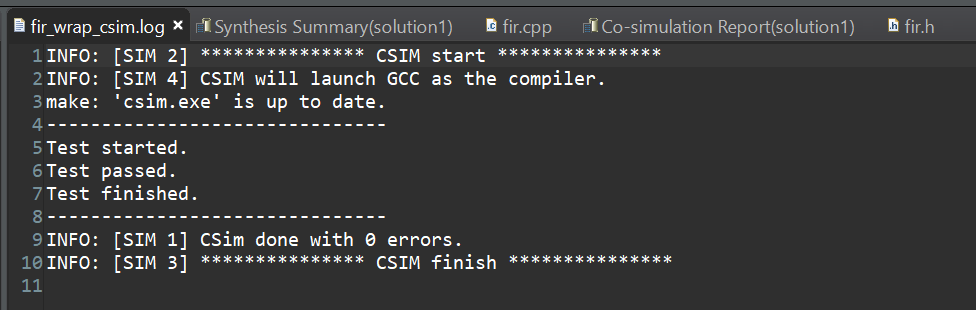 fir_wrap_csim.log Synthesis Summary(solution1) fir.cpp Co-simulation Report(solution1) fir.h
1 INFO: [SIM 2] *************** CSIM start ***************
2 INFO: [SIM 4] CSIM will launch GCC as the compiler.
3 make: 'csim.exe' is up to date.
4 -------------------------------
5 Test started.
6 Test passed.
7 Test finished.
8 -------------------------------
9 INFO: [SIM 1] CSim done with 0 errors.
10 INFO: [SIM 3] *************** CSIM finish ***************
11